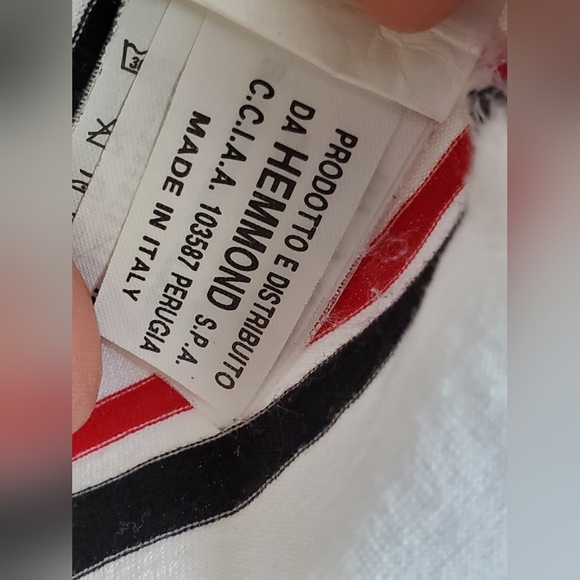 PRODOTTO E DISTRIBUITO
DA HEMMOND S.P.A.
C.C.I.A.A. 103587 PERUGIA
MADE IN ITALY